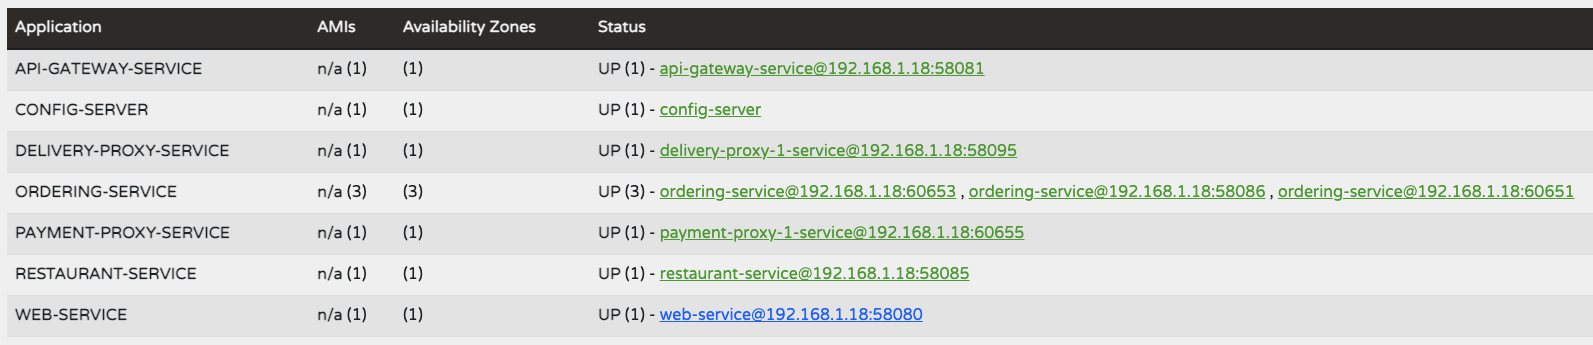 Application AMIs Availability Zones Status
API-GATEWAY-SERVICE n/a (1) (1) UP (1) - api-gateway-service@192.168.1.18:58081
CONFIG-SERVER n/a (1) (1) UP (1) - config-server
DELIVERY-PROXY-SERVICE n/a (1) (1) UP (1) - delivery-proxy-1-service@192.168.1.18:58095
ORDERING-SERVICE n/a (3) (3) UP (3) - ordering-service@192.168.1.18:60653 , ordering-service@192.168.1.18:58086 , ordering-service@192.168.1.18:60651
PAYMENT-PROXY-SERVICE n/a (1) (1) UP (1) - payment-proxy-1-service@192.168.1.18:60655
RESTAURANT-SERVICE n/a (1) (1) UP (1) - restaurant-service@192.168.1.18:58085
WEB-SERVICE n/a (1) (1) UP (1) - web-service@192.168.1.18:58080